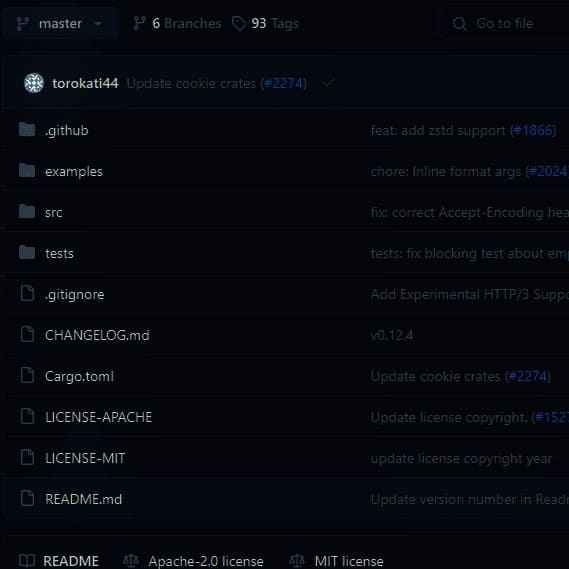 master 6 Branches 93 Tags Go to file
torokati44 Update cookie crates (#2274)
.github feat: add zstd support (#1866)
examples chore: Inline format args (#2024
src fix: correct Accept-Encoding hea
tests tests: fix blocking test about emp
.gitignore Add Experimental HTTP/3 Suppo
CHANGELOG.md v0.12.4
Cargo.toml Update cookie crates (#2274)
LICENSE-APACHE Update license copyright. (#1527
LICENSE-MIT update license copyright year
README.md Update version number in Readm
README Apache-2.0 license MIT license